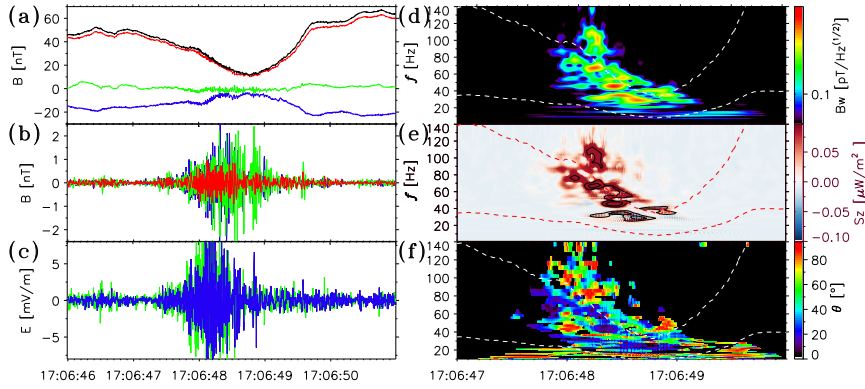 (a)
60
40
20
0
−20
B [nT]
(b)
2
1
0
−1
−2
B [nT]
(c)
5
0
−5
E [mV/m]
17:06:46 17:06:47 17:06:48 17:06:49 17:06:50
(d)
140
120
100
80
60
40
20
f [Hz]
0.1
Bw [pT/Hz(1/2)]
(e)
140
120
100
80
60
40
20
f [Hz]
0.05
0.00
−0.05
−0.10
Sz [μW/m²]
(f)
140
120
100
80
60
40
20
80
60
40
20
0
θ [°]
17:06:47 17:06:48 17:06:49